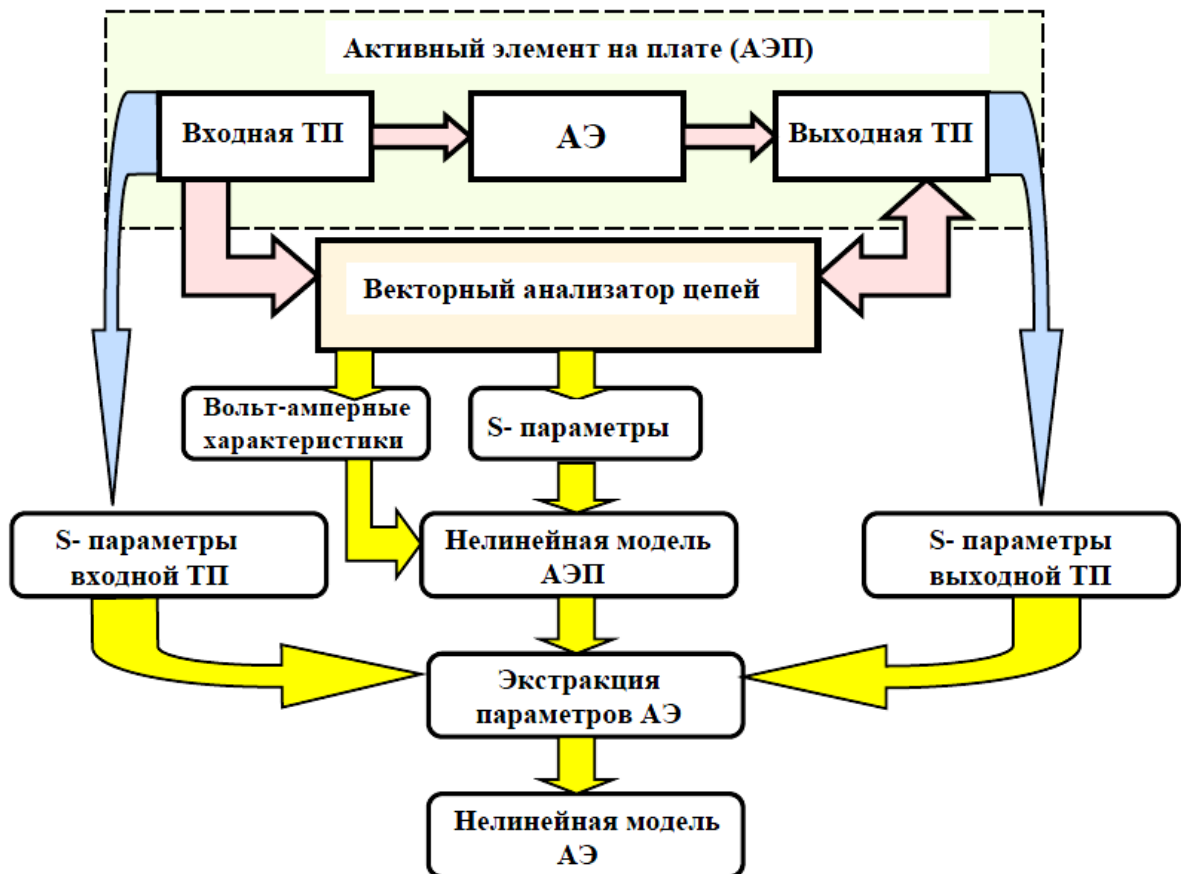 Активный элемент на плате (АЭП)
Входная ТП
АЭ
Выходная ТП
Векторный анализатор цепей
Вольт-амперные
характеристики
S- параметры
S- параметры
входной ТП
Нелинейная модель
АЭП
S- параметры
выходной ТП
Экстракция
параметров АЭ
Нелинейная модель
АЭ